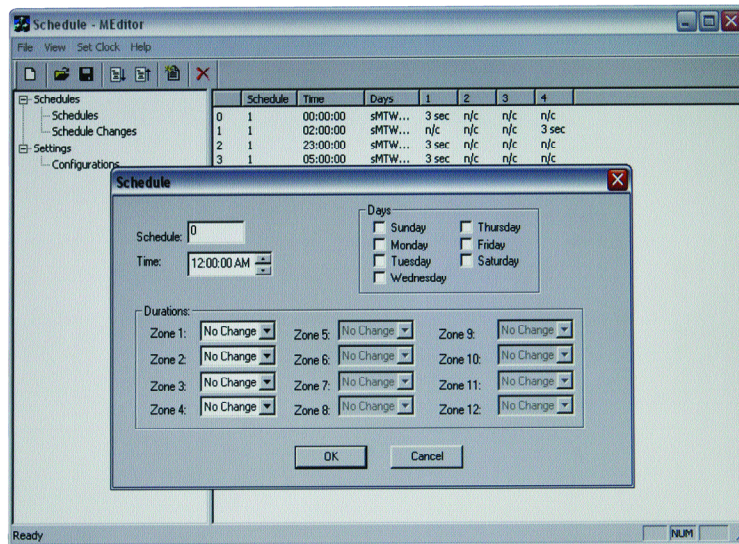 Schedule - MEditor
File View Set Clock Help
Schedules
Schedules
Schedule Changes
Settings
Configurations
Schedule Time Days 1 2 3 4
0 1 00:00:00 sMTW... 3 sec n/c n/c n/c
1 1 02:00:00 sMTW... n/c n/c n/c 3 sec
2 1 23:00:00 sMTW... 3 sec n/c n/c n/c
3 1 05:00:00 sMTW... 3 sec n/c n/c n/c
Schedule
Schedule: 0
Time: 12:00:00 AM
Days
Sunday Thursday
Monday Friday
Tuesday Saturday
Wednesday
Durations:
Zone 1: No Change Zone 5: No Change Zone 9: No Change
Zone 2: No Change Zone 6: No Change Zone 10: No Change
Zone 3: No Change Zone 7: No Change Zone 11: No Change
Zone 4: No Change Zone 8: No Change Zone 12: No Change
OK Cancel
Ready NUM